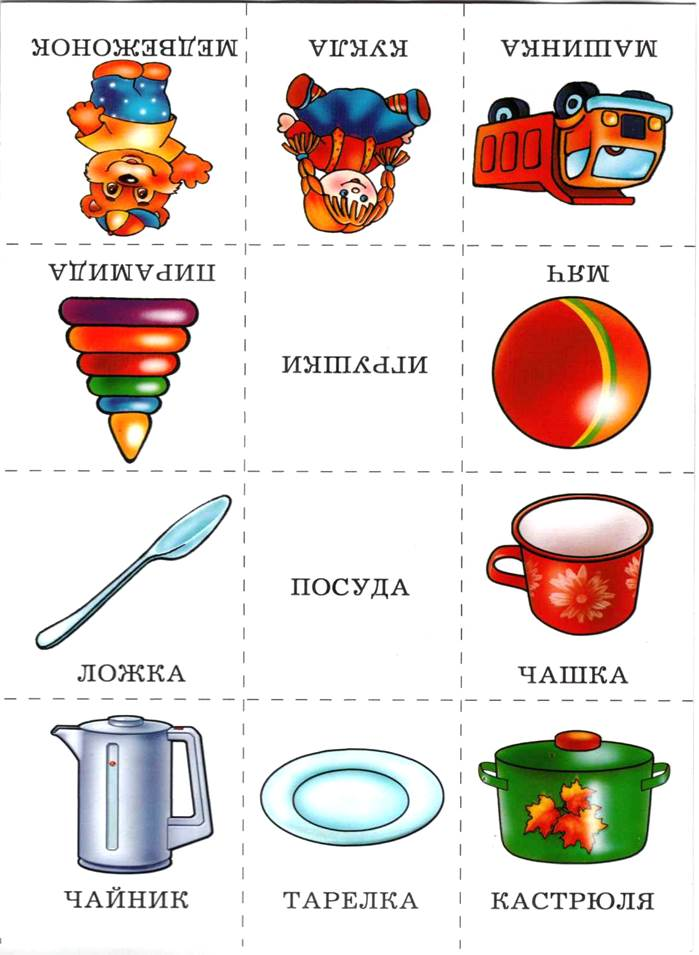 МЕДВЕЖОНОК
КУКЛА
МАШИНКА
ПИРАМИДА
ИГРУШКИ
МЯЧ
ПОСУДА
ЛОЖКА
ЧАШКА
ЧАЙНИК
ТАРЕЛКА
КАСТРЮЛЯ